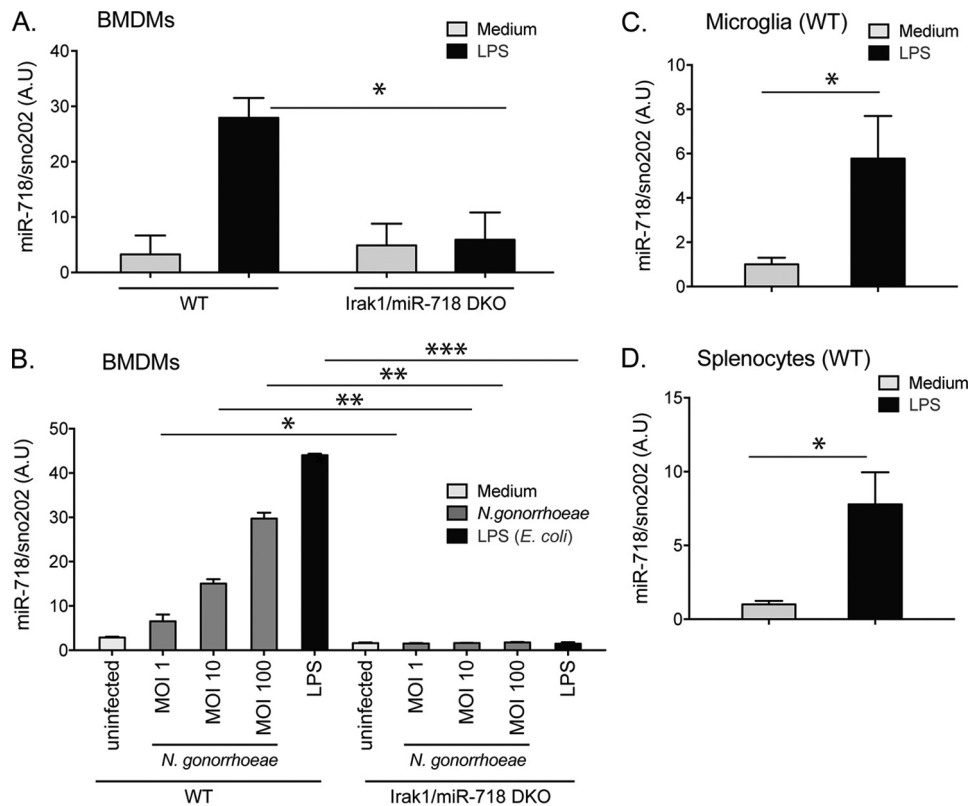 A.
BMDMs
Medium
LPS
miR-718/sno202 (A.U)
40
30
20
10
0
*
WT
Irak1/miR-718 DKO
B.
BMDMs
***
**
**
*
miR-718/sno202 (A.U)
50
40
30
20
10
0
Medium
N.gonorrhoeae
LPS (E. coli)
uninfected
MOI 1
MOI 10
MOI 100
LPS
uninfected
MOI 1
MOI 10
MOI 100
LPS
N. gonorrhoeae
N. gonorrhoeae
WT
Irak1/miR-718 DKO
C.
Microglia (WT)
Medium
LPS
miR-718/sno202 (A.U)
10
8
6
4
2
0
*
D.
Splenocytes (WT)
Medium
LPS
miR-718/sno202 (A.U)
15
10
5
0
*